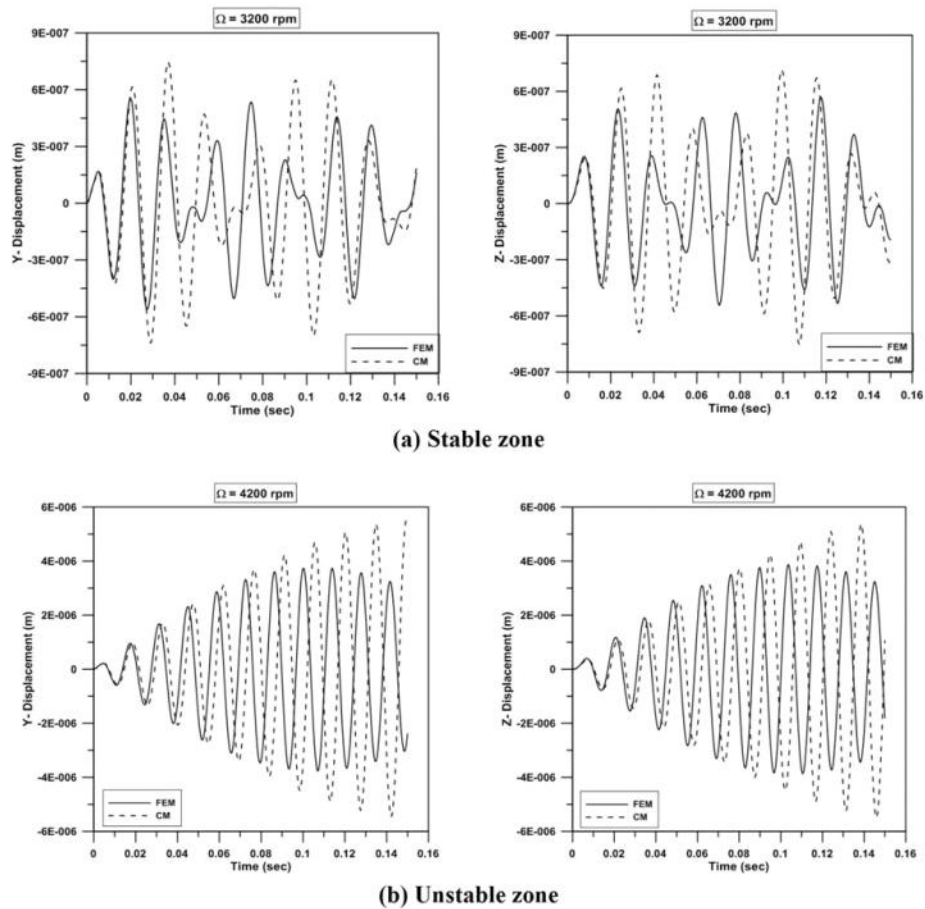 Ω = 3200 rpm
9E-007
6E-007
3E-007
0
-3E-007
-6E-007
-9E-007
Y- Displacement (m)
FEM
CM
0 0.02 0.04 0.06 0.08 0.1 0.12 0.14 0.16
Time (sec)
Ω = 3200 rpm
9E-007
6E-007
3E-007
0
-3E-007
-6E-007
-9E-007
Z- Displacement (m)
FEM
CM
0 0.02 0.04 0.06 0.08 0.1 0.12 0.14 0.16
Time (sec)
(a) Stable zone
Ω = 4200 rpm
6E-006
4E-006
2E-006
0
-2E-006
-4E-006
-6E-006
Y- Displacement (m)
FEM
CM
0 0.02 0.04 0.06 0.08 0.1 0.12 0.14 0.16
Time (sec)
Ω = 4200 rpm
6E-006
4E-006
2E-006
0
-2E-006
-4E-006
-6E-006
Z- Displacement (m)
FEM
CM
0 0.02 0.04 0.06 0.08 0.1 0.12 0.14 0.16
Time (sec)
(b) Unstable zone